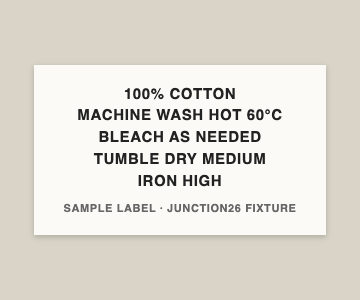 100% COTTON
MACHINE WASH HOT 60°C
BLEACH AS NEEDED
TUMBLE DRY MEDIUM
IRON HIGH
SAMPLE LABEL · JUNCTION26 FIXTURE